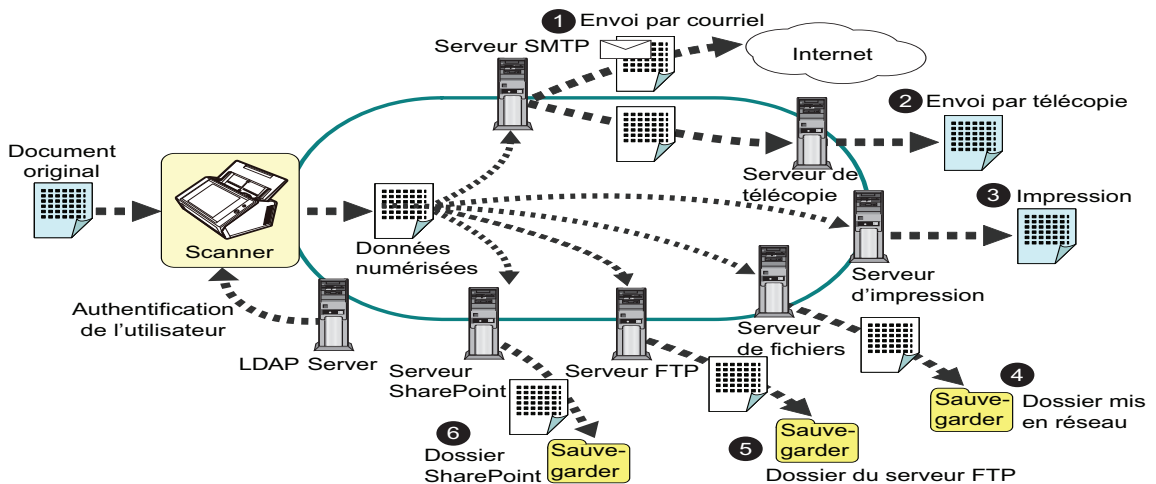 1 Envoi par courriel
Serveur SMTP
Internet
2 Envoi par télécopie
Document
original
Serveur de
télécopie
3 Impression
Scanner
Données
numérisées
Serveur
d'impression
Authentification
de l'utilisateur
LDAP Server
Serveur
SharePoint
Serveur FTP
Serveur
de fichiers
4 Dossier mis
en réseau
Sauve-
garder
5
Sauve-
garder
Dossier du serveur FTP
6
Dossier
SharePoint
Sauve-
garder